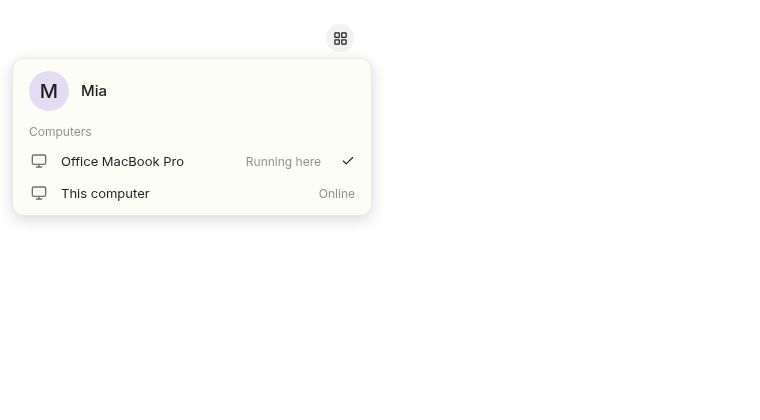 M
Mia
Computers
Office MacBook Pro Running here
This computer Online